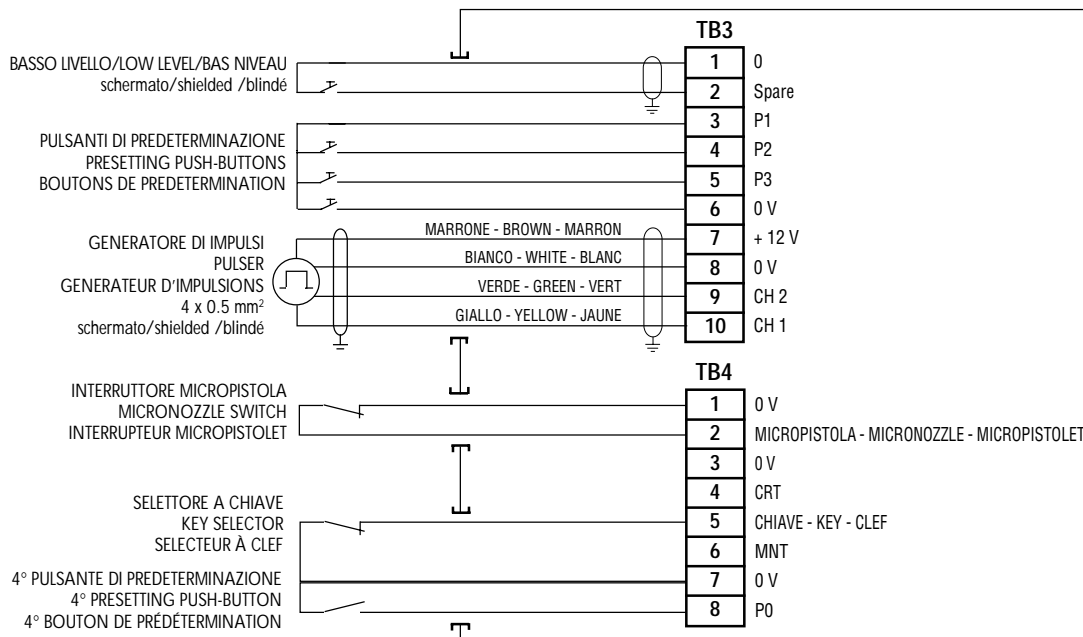 TB3
BASSO LIVELLO/LOW LEVEL/BAS NIVEAU
schermato/shielded /blindé
1 0
2 Spare
PULSANTI DI PREDETERMINAZIONE
PRESETTING PUSH-BUTTONS
BOUTONS DE PREDETERMINATION
3 P1
4 P2
5 P3
6 0 V
GENERATORE DI IMPULSI
PULSER
GENERATEUR D'IMPULSIONS
4 x 0.5 mm²
schermato/shielded /blindé
MARRONE - BROWN - MARRON
7 + 12 V
BIANCO - WHITE - BLANC
8 0 V
VERDE - GREEN - VERT
9 CH 2
GIALLO - YELLOW - JAUNE
10 CH 1
TB4
INTERRUTTORE MICROPISTOLA
MICRONOZZLE SWITCH
INTERRUPTEUR MICROPISTOLET
1 0 V
2 MICROPISTOLA - MICRONOZZLE - MICROPISTOLET
3 0 V
4 CRT
SELETTORE A CHIAVE
KEY SELECTOR
SELECTEUR À CLEF
5 CHIAVE - KEY - CLEF
6 MNT
4° PULSANTE DI PREDETERMINAZIONE
4° PRESETTING PUSH-BUTTON
4° BOUTON DE PRÉDÉTERMINATION
7 0 V
8 P0